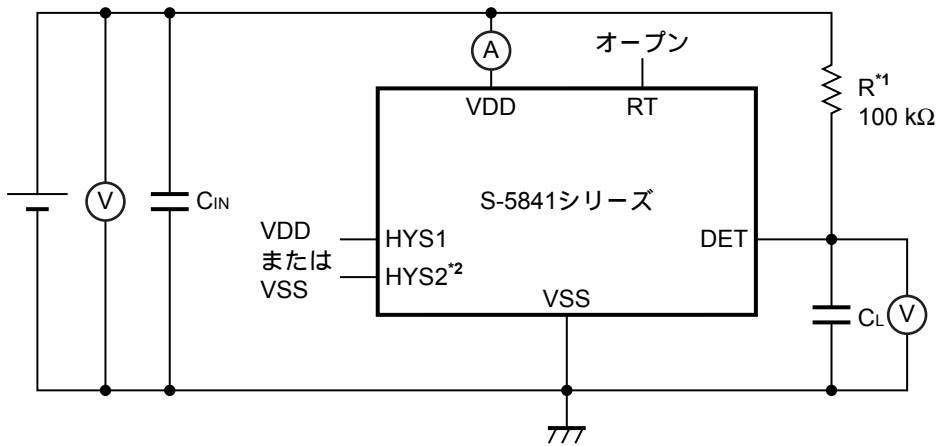 A
オープン
VDD
RT
R*1
100 kΩ
V
CIN
S-5841シリーズ
VDD
または
VSS
HYS1
HYS2*2
DET
VSS
CL
V